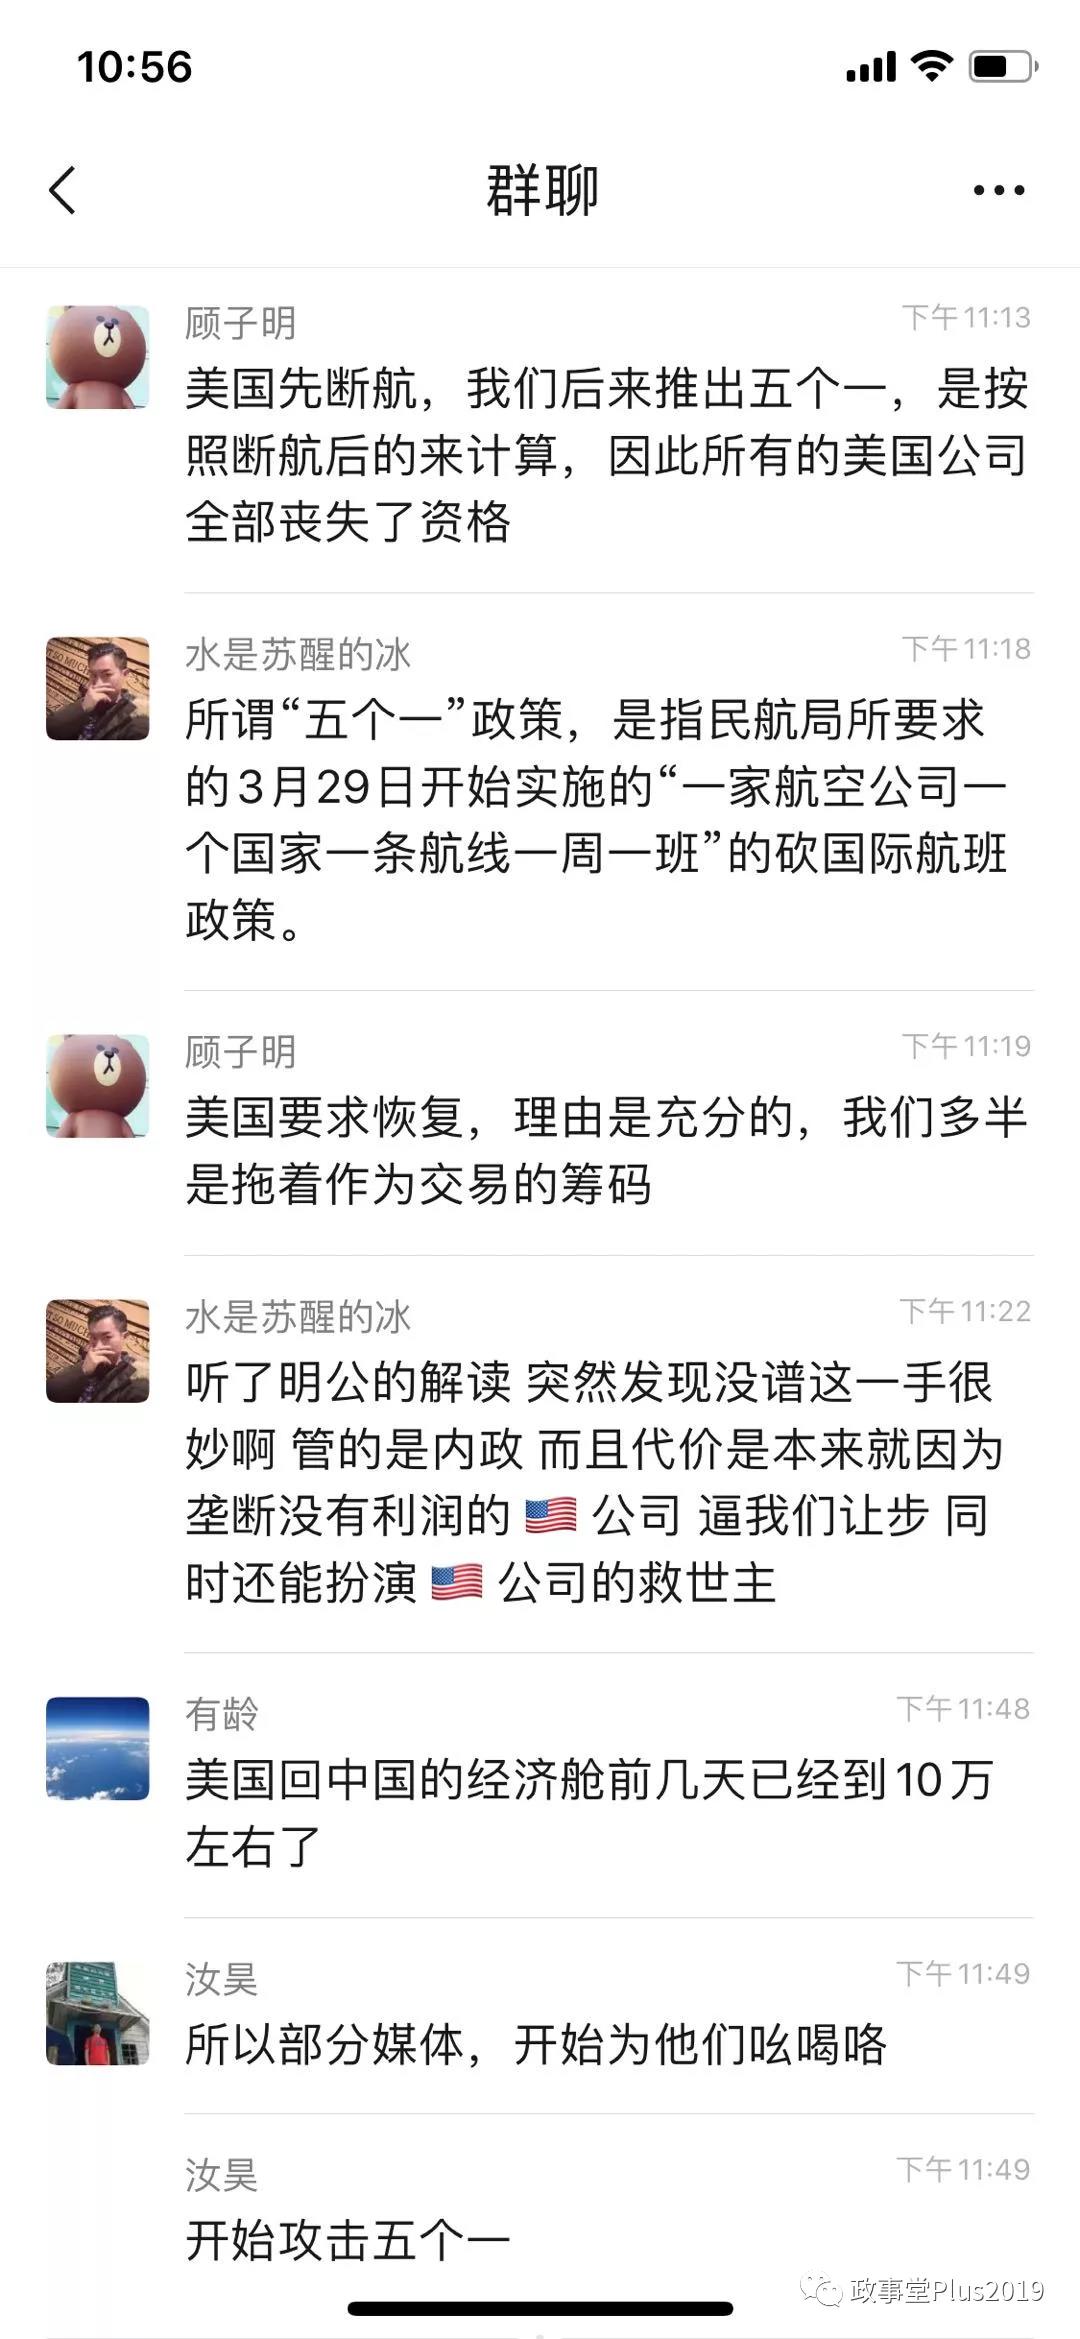 10:56
群聊
顾子明
下午11:13
美国先断航，我们后来推出五个一，是按
照断航后的来计算，因此所有的美国公司
全部丧失了资格
水是苏醒的冰
下午11:18
所谓“五个一”政策，是指民航局所要求
的3月29日开始实施的“一家航空公司一
个国家一条航线一周一班”的砍国际航班
政策。
顾子明
下午11:19
美国要求恢复，理由是充分的，我们多半
是拖着作为交易的筹码
水是苏醒的冰
下午11:22
听了明公的解读 突然发现没谱这一手很
妙啊 管的是内政 而且代价是本来就因为
垄断没有利润的 🇺🇸 公司 逼我们让步 同
时还能扮演 🇺🇸 公司的救世主
有龄
下午11:48
美国回中国的经济舱前几天已经到10万
左右了
汝昊
下午11:49
所以部分媒体，开始为他们吆喝咯
汝昊
下午11:49
开始攻击五个一
政事堂Plus2019